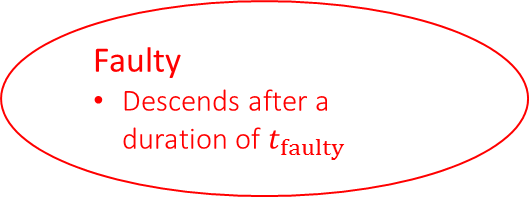 Faulty
• Descends after a
duration of t_faulty